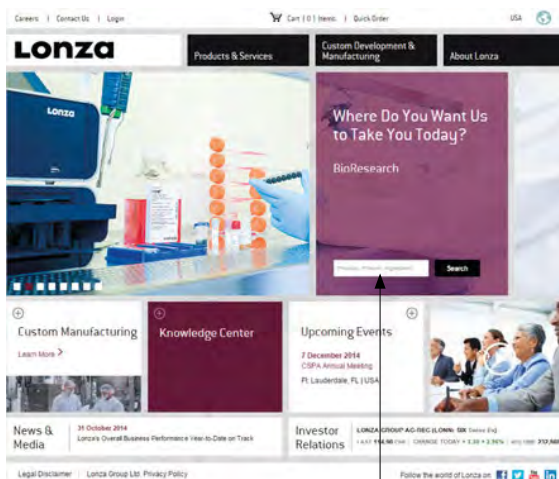 Careers | Contact Us | Login
Cart | 0 | Items | Quick Order
USA
Lonza
Products & Services
Custom Development &
Manufacturing
About Lonza
Lonza
Where Do You Want Us
to Take You Today?
BioResearch
Search
Custom Manufacturing
Learn More >
Knowledge Center
Upcoming Events
7 December 2014
CSPA Annual Meeting
Ft. Lauderdale, FL | USA
News &
Media
31 October 2014
Lonza's Overall Business Performance Year-to-Date on Track
Investor
Relations
LONZA GROUP AG-REG (LONN:
CHANGE TODAY
Legal Disclaimer | Lonza Group Ltd. Privacy Policy
Follow the world of Lonza on